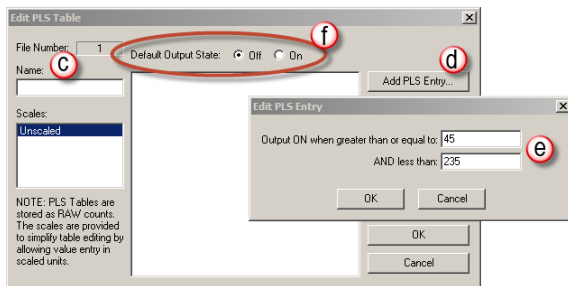 Edit PLS Table
File Number: 1
Default Output State: Off On
f
c
Name:
d
Add PLS Entry...
Scales:
Unscaled
Edit PLS Entry
Output ON when greater than or equal to: 45
AND less than: 235
e
OK Cancel
NOTE: PLS Tables are
stored as RAW counts.
The scales are provided
to simplify table editing by
allowing value entry in
scaled units.
OK
Cancel